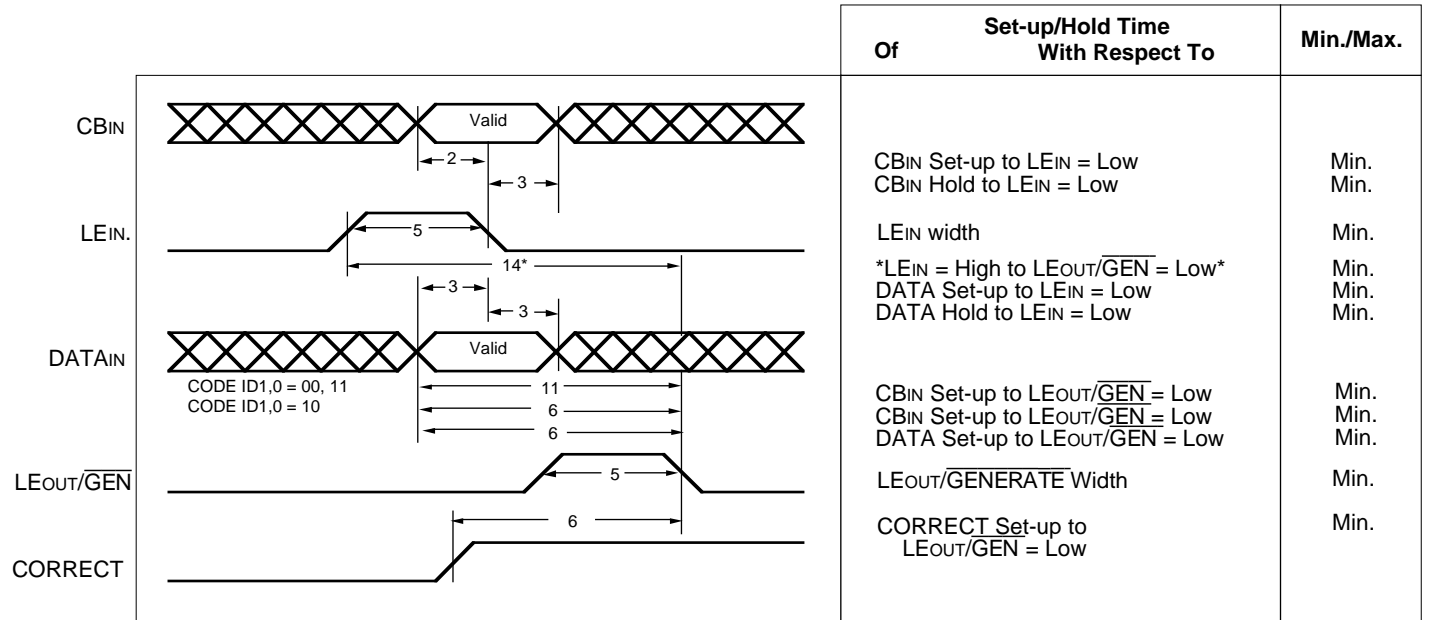 Set-up/Hold Time
Of With Respect To
Min./Max.
CBIN
Valid
2
3
CBIN Set-up to LEIN = Low Min.
CBIN Hold to LEIN = Low Min.
LEIN.
5
LEIN width Min.
14*
*LEIN = High to LEOUT/GEN = Low* Min.
3
DATA Set-up to LEIN = Low Min.
3
DATA Hold to LEIN = Low Min.
DATAIN
Valid
CODE ID1,0 = 00, 11
11
CBIN Set-up to LEOUT/GEN = Low Min.
CODE ID1,0 = 10
6
CBIN Set-up to LEOUT/GEN = Low Min.
6
DATA Set-up to LEOUT/GEN = Low Min.
LEOUT/GEN
5
LEOUT/GENERATE Width Min.
6
CORRECT Set-up to Min.
LEOUT/GEN = Low
CORRECT